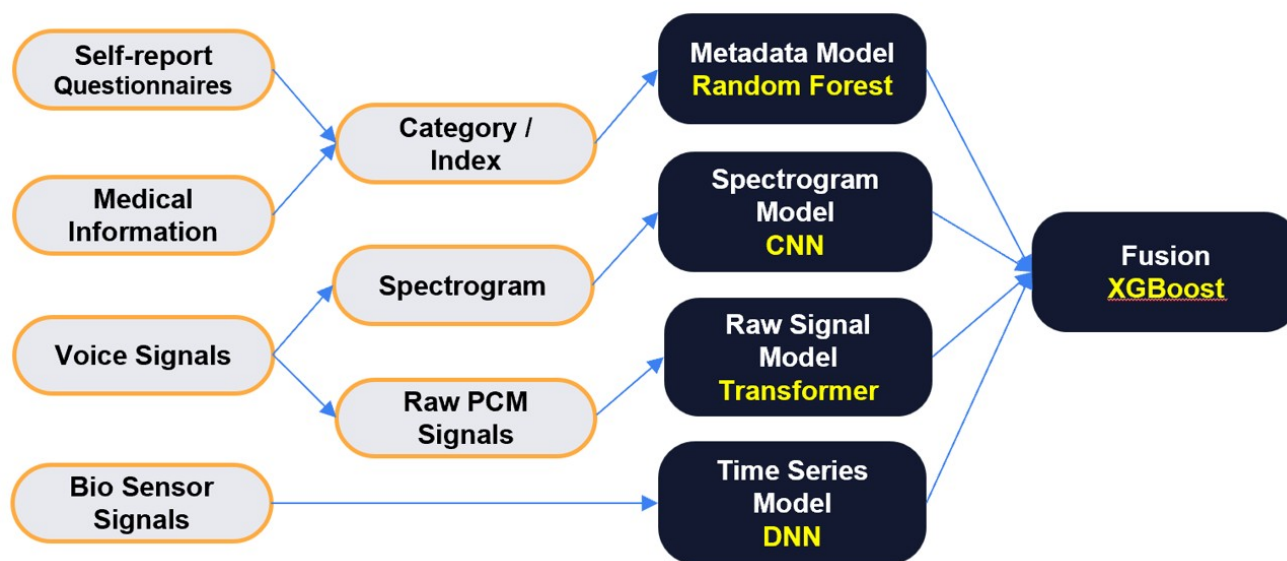 Self-report
Questionnaires
Medical
Information
Voice Signals
Bio Sensor
Signals
Category /
Index
Spectrogram
Raw PCM
Signals
Metadata Model
Random Forest
Spectrogram
Model
CNN
Raw Signal
Model
Transformer
Time Series
Model
DNN
Fusion
XGBoost